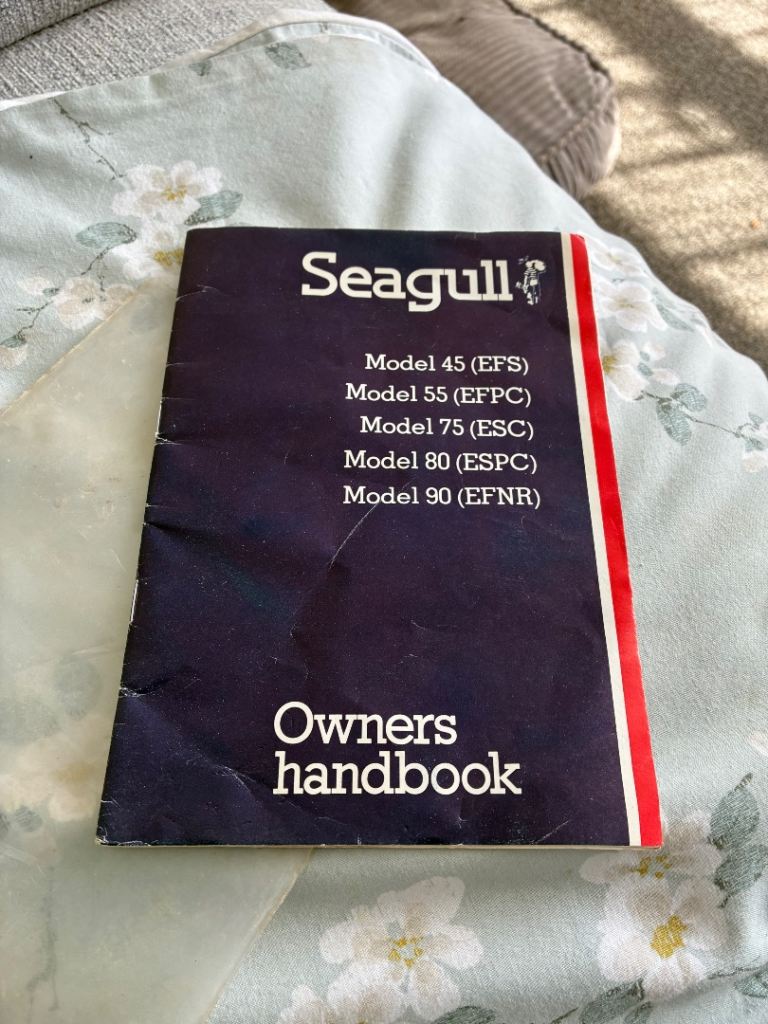 Seagull
Model 45 (EFS)
Model 55 (EFPC)
Model 75 (ESC)
Model 80 (ESPC)
Model 90 (EFNR)
Owners
handbook